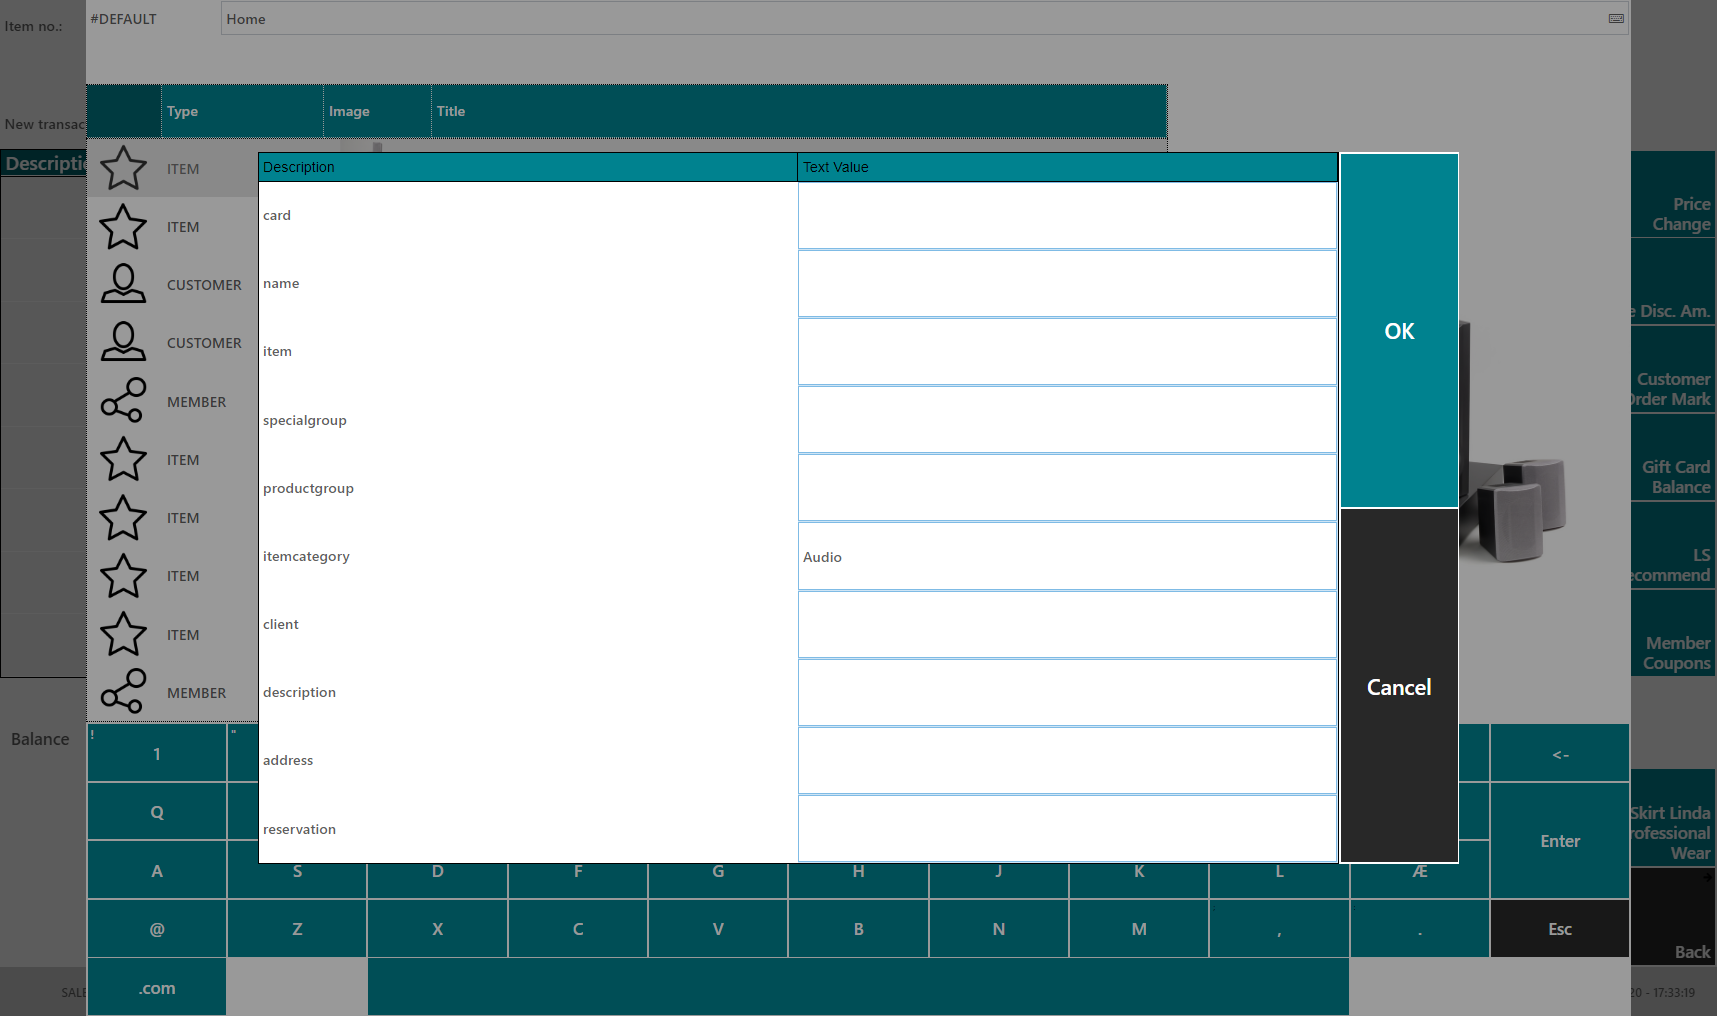 Item no.:
#DEFAULT
Home
New transac
Type
Image
Title
Description
Text Value
card
name
item
specialgroup
productgroup
itemcategory
Audio
client
description
address
reservation
OK
Cancel
Descriptio
ITEM
ITEM
CUSTOMER
CUSTOMER
MEMBER
ITEM
ITEM
ITEM
ITEM
MEMBER
Price
Change
e Disc. Am.
Customer
Order Mark
Gift Card
Balance
LS
ecommend
Member
Coupons
Balance
!
1
"
<-
Q
Enter
A
S
D
F
G
H
J
K
L
Æ
@
Z
X
C
V
B
N
M
,
.
Esc
.com
Skirt Linda
rofessional
Wear
Back
SALE
20 - 17:33:19